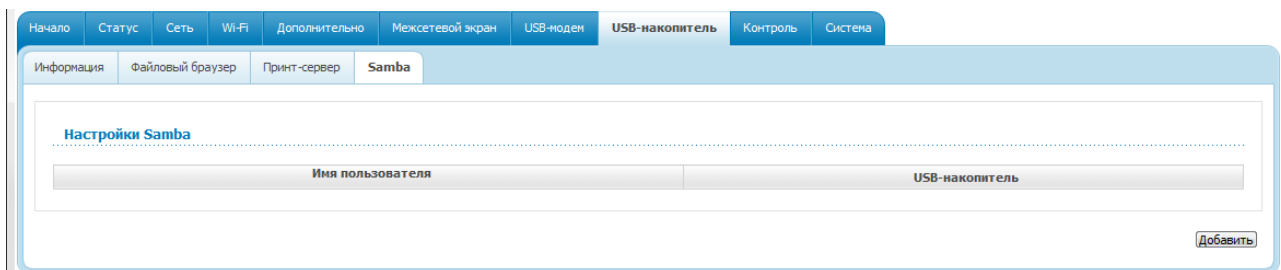 Начало Статус Сеть Wi-Fi Дополнительно Межсетевой экран USB-модем USB-накопитель Контроль Система
Информация Файловый браузер Принт-сервер Samba
Настройки Samba
Имя пользователя USB-накопитель
Добавить